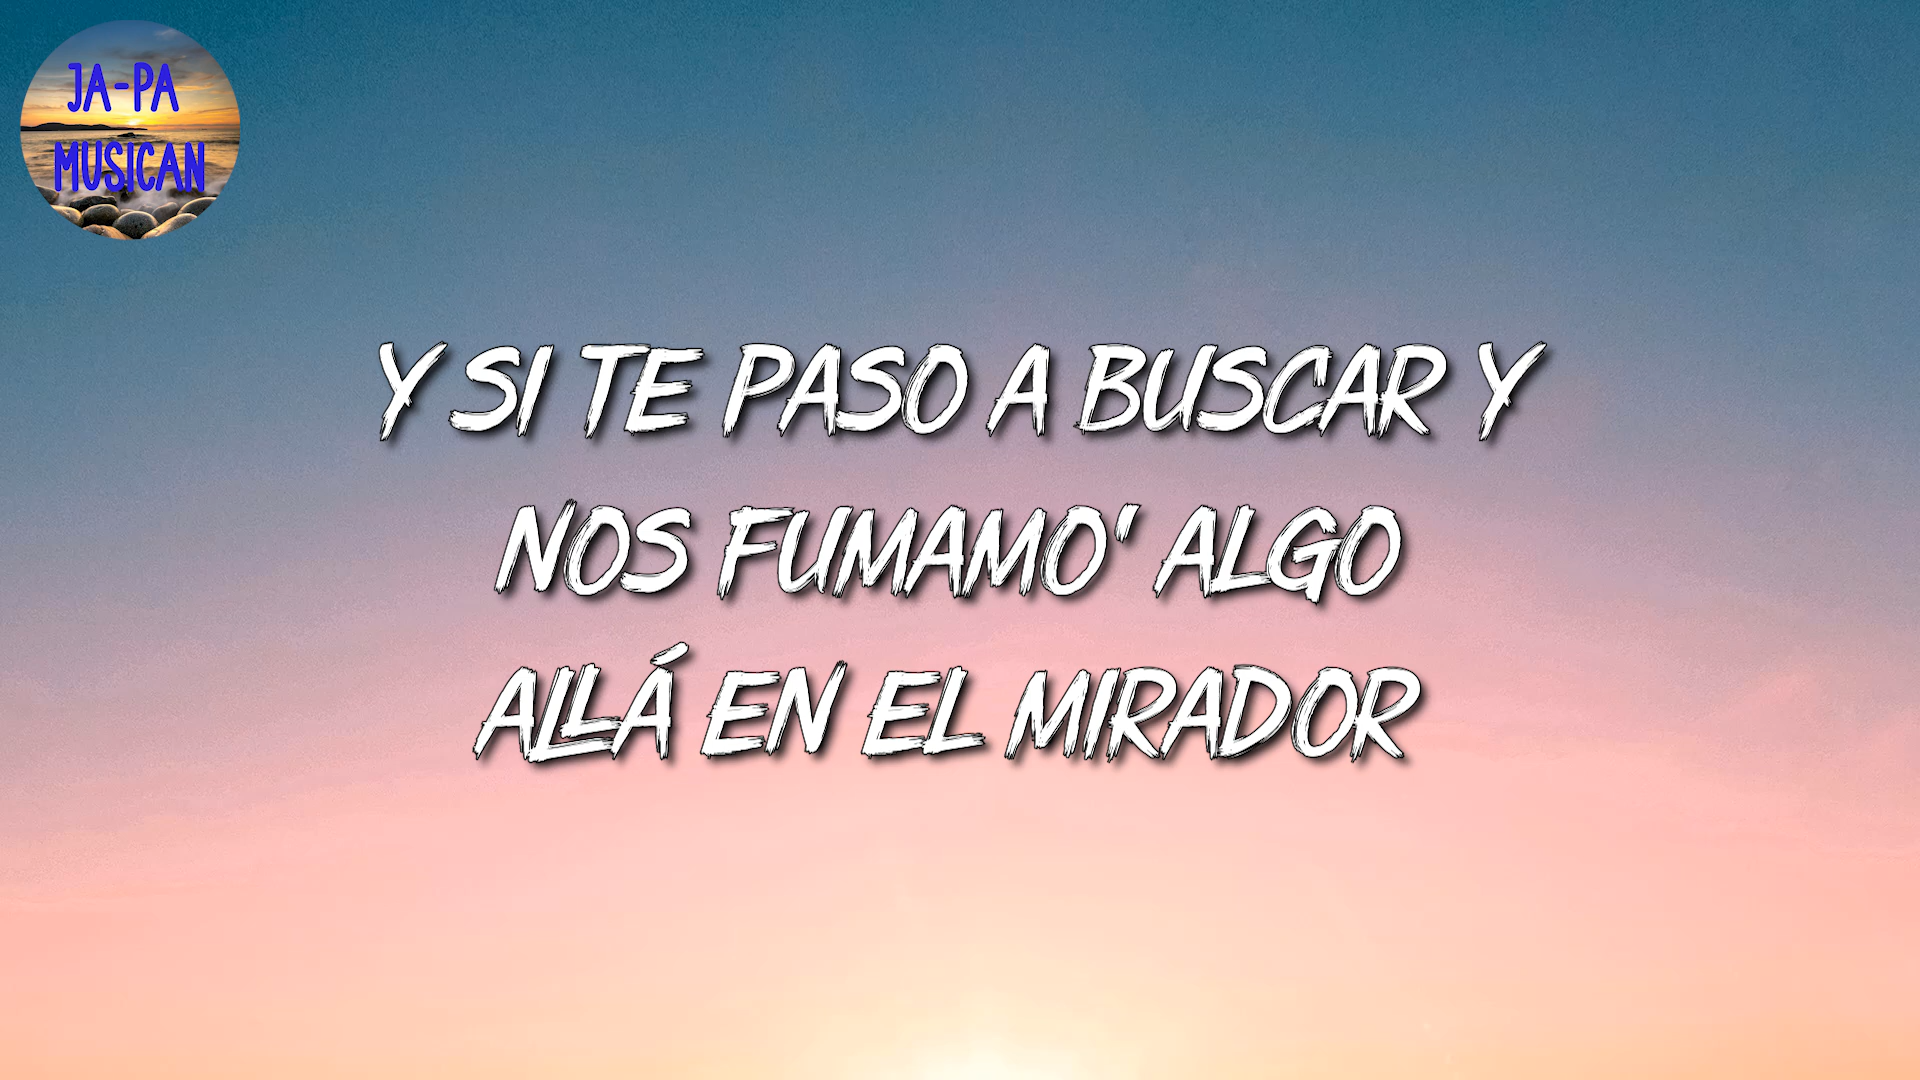 JA-PA
MUSICAN
Y SI TE PASO A BUSCAR Y
NOS FUMAMO' ALGO
ALLÁ EN EL MIRADOR